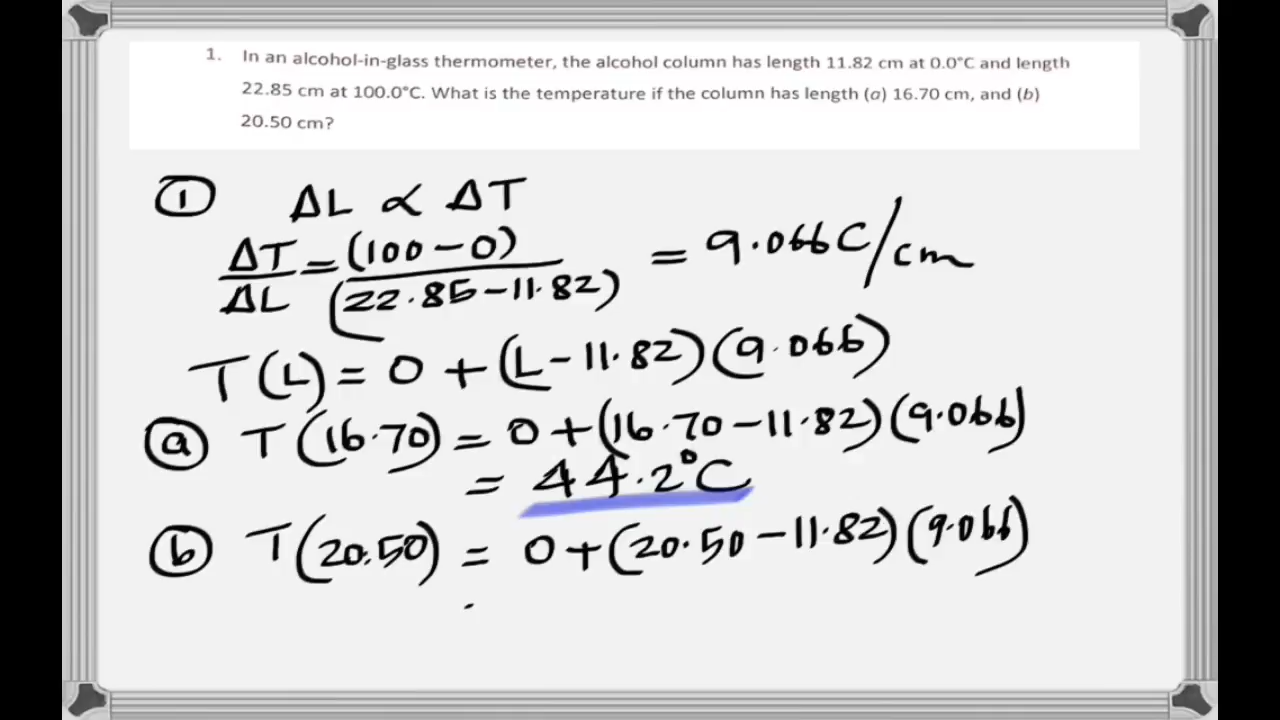 1. In an alcohol-in-glass thermometer, the alcohol column has length 11.82 cm at 0.0°C and length
22.85 cm at 100.0°C. What is the temperature if the column has length (a) 16.70 cm, and (b)
20.50 cm?
① ΔL ∝ ΔT
ΔT/ΔL = (100 - 0)/(22.85 - 11.82) = 9.066 C/cm
T(L) = 0 + (L - 11.82)(9.066)
ⓐ T(16.70) = 0 + (16.70 - 11.82)(9.066)
= 44.2°C
ⓑ T(20.50) = 0 + (20.50 - 11.82)(9.066)